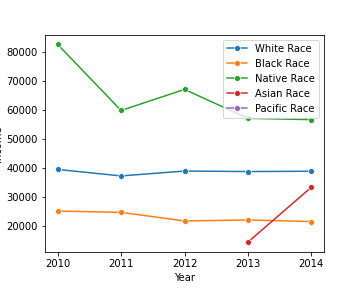 80000
70000
60000
50000
40000
30000
20000
2010 2011 2012 2013 2014
Year
White Race
Black Race
Native Race
Asian Race
Pacific Race